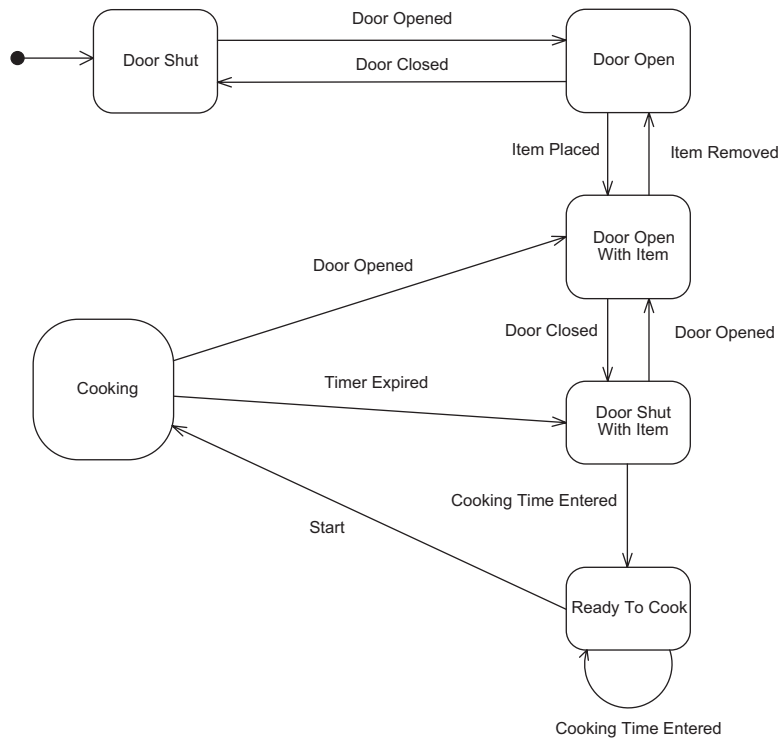 Door Opened
Door Shut
Door Open
Door Closed
Item Placed
Item Removed
Door Open
With Item
Door Opened
Door Closed
Door Opened
Cooking
Timer Expired
Door Shut
With Item
Cooking Time Entered
Start
Ready To Cook
Cooking Time Entered